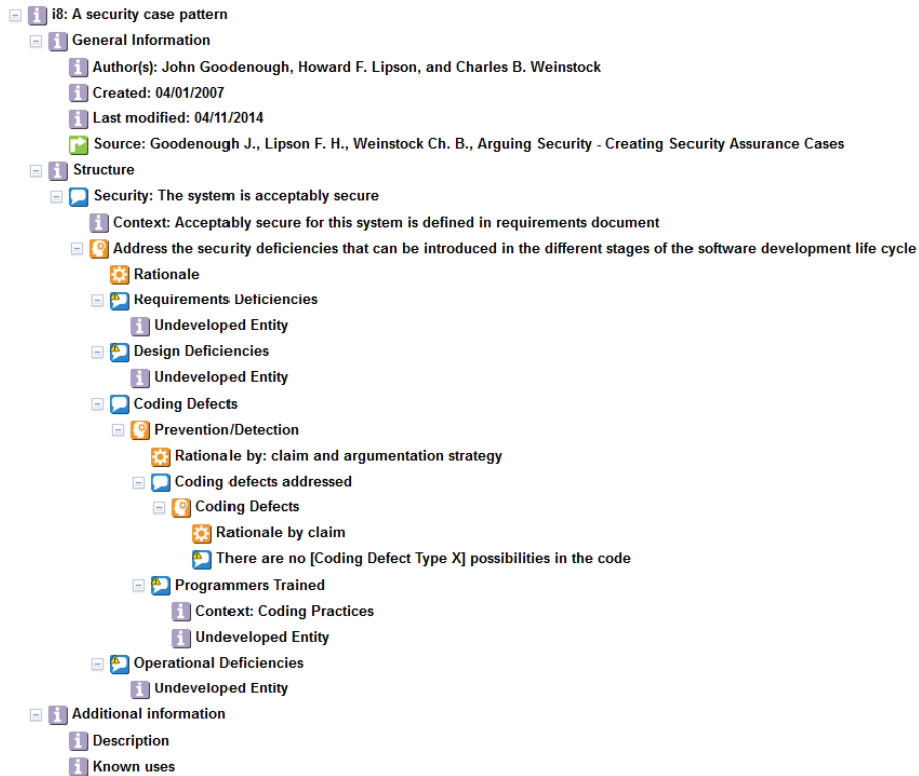 i8: A security case pattern
General Information
Author(s): John Goodenough, Howard F. Lipson, and Charles B. Weinstock
Created: 04/01/2007
Last modified: 04/11/2014
Source: Goodenough J., Lipson F. H., Weinstock Ch. B., Arguing Security - Creating Security Assurance Cases
Structure
Security: The system is acceptably secure
Context: Acceptably secure for this system is defined in requirements document
Address the security deficiencies that can be introduced in the different stages of the software development life cycle
Rationale
Requirements Deficiencies
Undeveloped Entity
Design Deficiencies
Undeveloped Entity
Coding Defects
Prevention/Detection
Rationale by: claim and argumentation strategy
Coding defects addressed
Coding Defects
Rationale by claim
There are no [Coding Defect Type X] possibilities in the code
Programmers Trained
Context: Coding Practices
Undeveloped Entity
Operational Deficiencies
Undeveloped Entity
Additional information
Description
Known uses